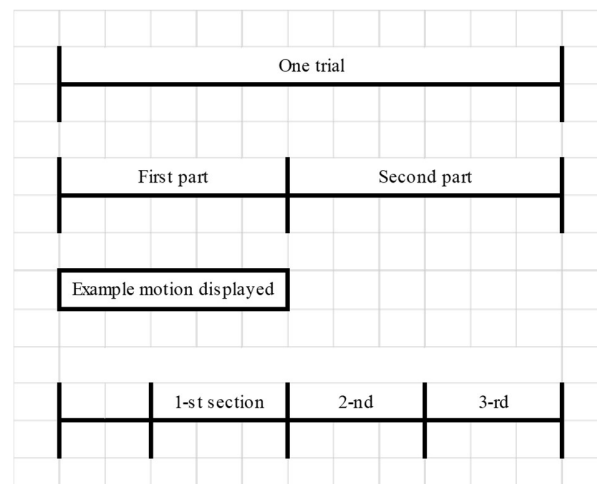 One trial
First part
Second part
Example motion displayed
1-st section
2-nd
3-rd